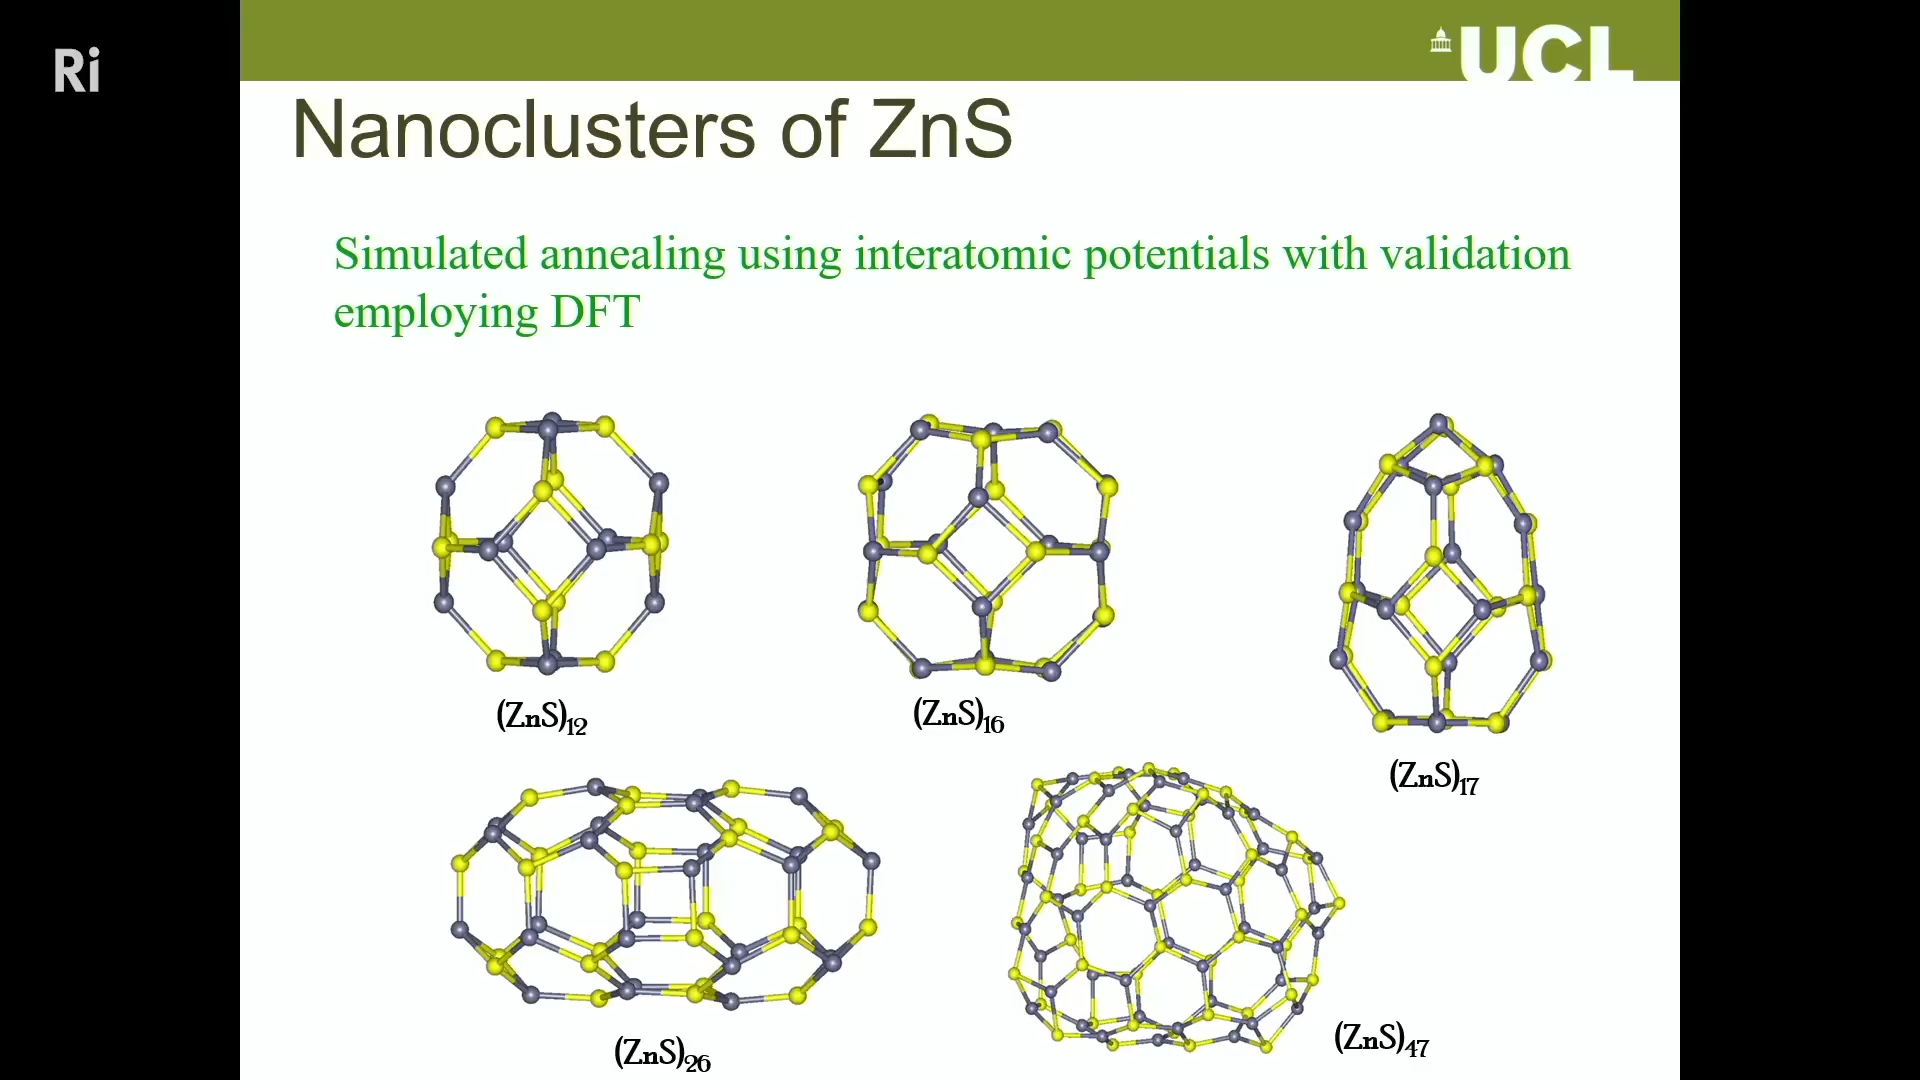 Ri
UCL
Nanoclusters of ZnS
Simulated annealing using interatomic potentials with validation
employing DFT
(ZnS)₁₂
(ZnS)₁₆
(ZnS)₁₇
(ZnS)₂₆
(ZnS)₄₇